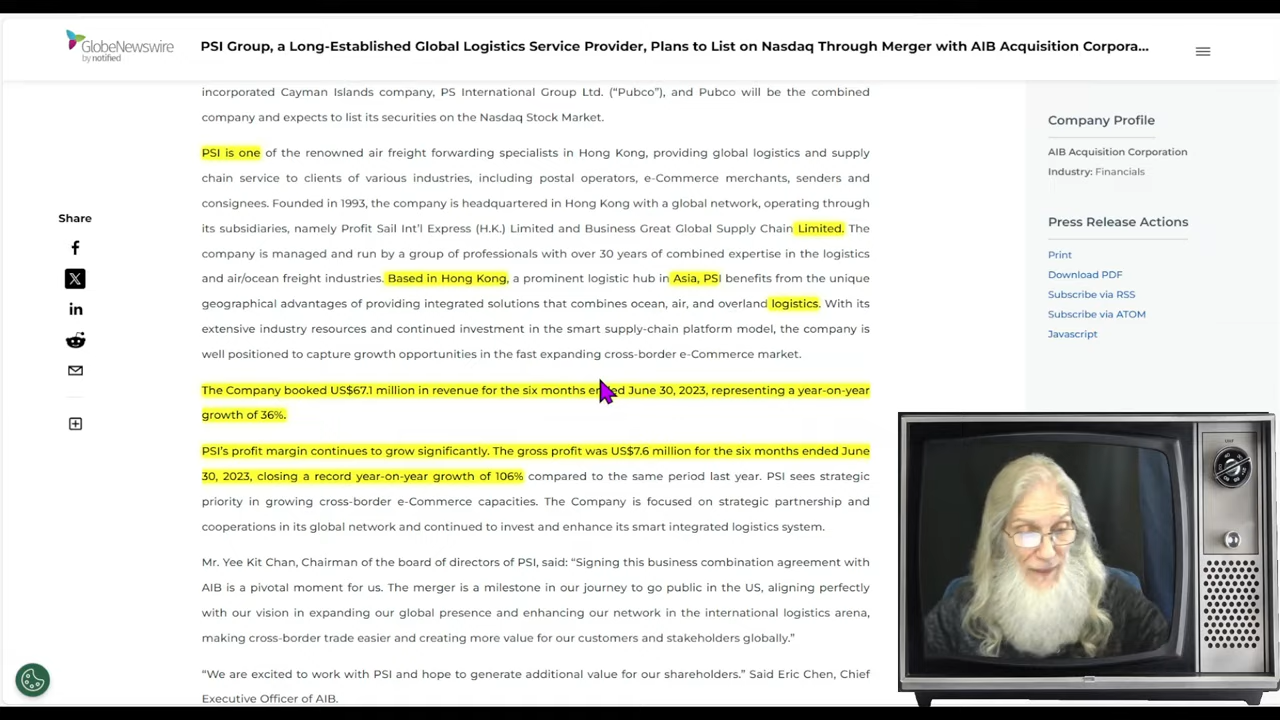 GlobeNewswire
by notified
PSI Group, a Long-Established Global Logistics Service Provider, Plans to List on Nasdaq Through Merger with AIB Acquisition Corpora...
incorporated Cayman Islands company, PS International Group Ltd. (“Pubco”), and Pubco will be the combined
company and expects to list its securities on the Nasdaq Stock Market.
PSI is one of the renowned air freight forwarding specialists in Hong Kong, providing global logistics and supply
chain service to clients of various industries, including postal operators, e-Commerce merchants, senders and
consignees. Founded in 1993, the company is headquartered in Hong Kong with a global network, operating through
its subsidiaries, namely Profit Sail Int’l Express (H.K.) Limited and Business Great Global Supply Chain Limited. The
company is managed and run by a group of professionals with over 30 years of combined expertise in the logistics
and air/ocean freight industries. Based in Hong Kong, a prominent logistic hub in Asia, PSI benefits from the unique
geographical advantages of providing integrated solutions that combines ocean, air, and overland logistics. With its
extensive industry resources and continued investment in the smart supply-chain platform model, the company is
well positioned to capture growth opportunities in the fast expanding cross-border e-Commerce market.
The Company booked US$67.1 million in revenue for the six months ended June 30, 2023, representing a year-on-year
growth of 36%.
PSI’s profit margin continues to grow significantly. The gross profit was US$7.6 million for the six months ended June
30, 2023, closing a record year-on-year growth of 106% compared to the same period last year. PSI sees strategic
priority in growing cross-border e-Commerce capacities. The Company is focused on strategic partnership and
cooperations in its global network and continued to invest and enhance its smart integrated logistics system.
Mr. Yee Kit Chan, Chairman of the board of directors of PSI, said: “Signing this business combination agreement with
AIB is a pivotal moment for us. The merger is a milestone in our journey to go public in the US, aligning perfectly
with our vision in expanding our global presence and enhancing our network in the international logistics arena,
making cross-border trade easier and creating more value for our customers and stakeholders globally.”
“We are excited to work with PSI and hope to generate additional value for our shareholders.” Said Eric Chen, Chief
Executive Officer of AIB.
Share
Company Profile
AIB Acquisition Corporation
Industry: Financials
Press Release Actions
Print
Download PDF
Subscribe via RSS
Subscribe via ATOM
Javascript